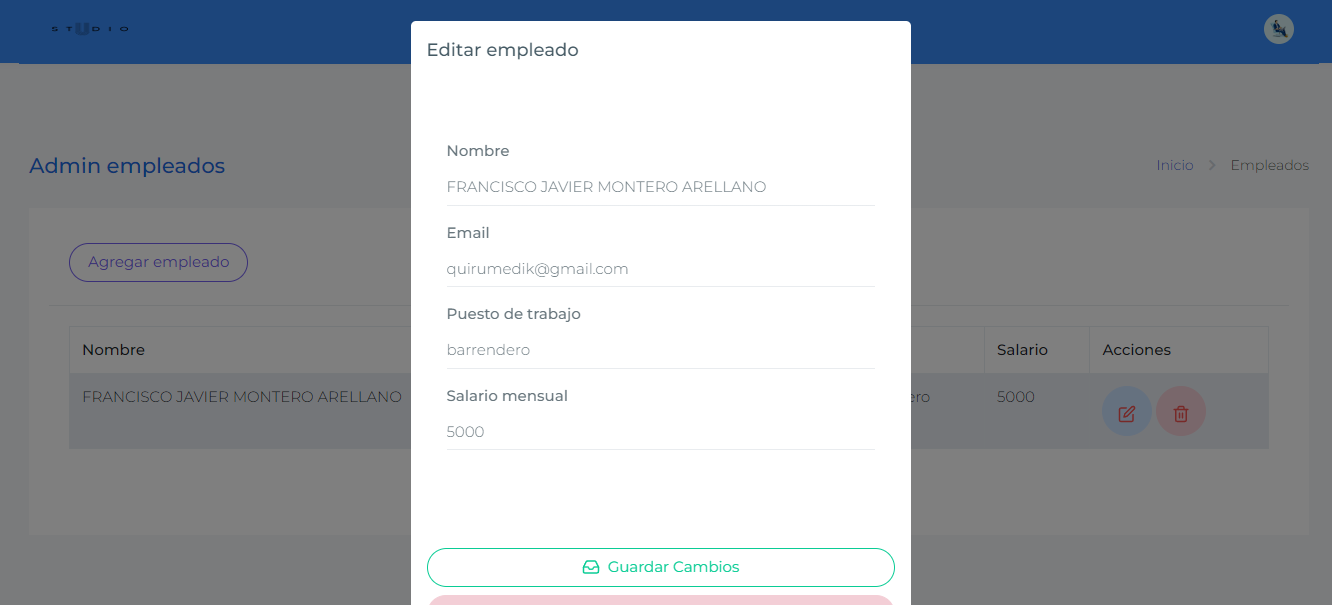 STUDIO
Editar empleado
Admin empleados
Inicio > Empleados
Nombre
FRANCISCO JAVIER MONTERO ARELLANO
Email
quirumedik@gmail.com
Puesto de trabajo
barrendero
Salario mensual
5000
Guardar Cambios
Agregar empleado
Nombre
Salario
Acciones
FRANCISCO JAVIER MONTERO ARELLANO
ero
5000